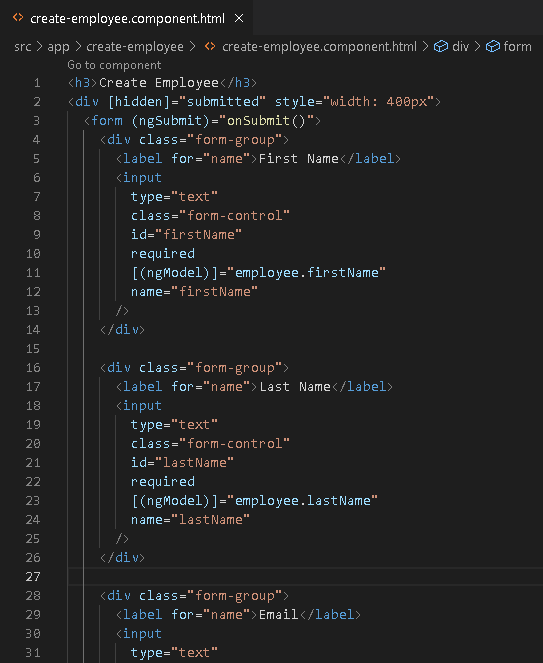 create-employee.component.html
src > app > create-employee > create-employee.component.html > div > form
Go to component
1 <h3>Create Employee</h3>
2 <div [hidden]="submitted" style="width: 400px">
3 <form (ngSubmit)="onSubmit()">
4 <div class="form-group">
5 <label for="name">First Name</label>
6 <input
7 type="text"
8 class="form-control"
9 id="firstName"
10 required
11 [(ngModel)]="employee.firstName"
12 name="firstName"
13 />
14 </div>
15
16 <div class="form-group">
17 <label for="name">Last Name</label>
18 <input
19 type="text"
20 class="form-control"
21 id="lastName"
22 required
23 [(ngModel)]="employee.lastName"
24 name="lastName"
25 />
26 </div>
27
28 <div class="form-group">
29 <label for="name">Email</label>
30 <input
31 type="text"